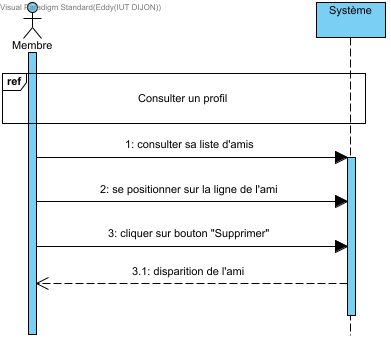 Visual Paradigm Standard(Eddy(IUT DIJON))
Système
Membre
ref
Consulter un profil
1: consulter sa liste d'amis
2: se positionner sur la ligne de l'ami
3: cliquer sur bouton "Supprimer"
3.1: disparition de l'ami